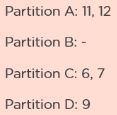 Partition A: 11, 12
Partition B: -
Partition C: 6, 7
Partition D: 9